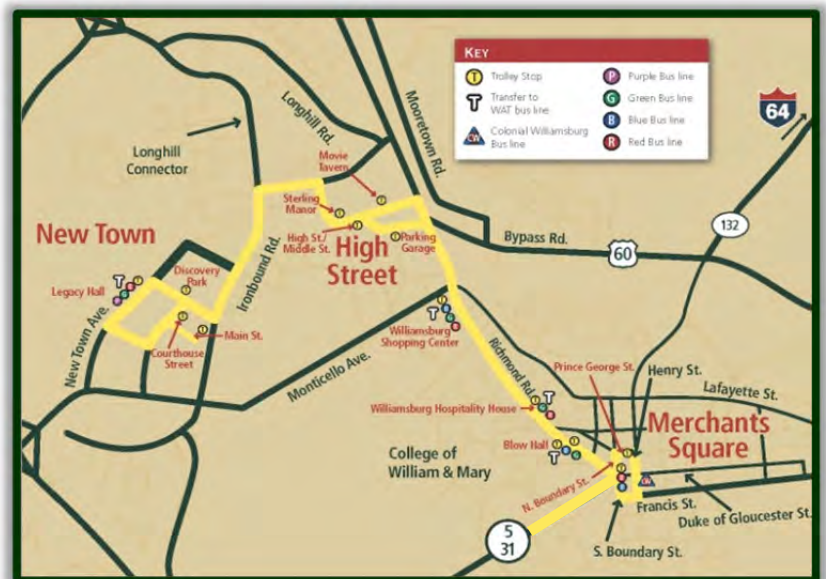 KEY
T Trolley Stop
T Transfer to
WAT bus line
CW Colonial Williamsburg
Bus line
P Purple Bus line
G Green Bus line
B Blue Bus line
R Red Bus line
64
Longhill Rd.
Mooretown Rd.
Longhill
Connector
Movie
Tavern
132
Sterling
Manor
New Town
High St./
Middle St.
High
Street
Parking
Garage
Bypass Rd.
60
Discovery
Park
Ironbound Rd.
Legacy Hall
T
T
R
G
P
New Town Ave.
Main St.
Courthouse
Street
Monticello Ave.
T
T
B
G
R
Williamsburg
Shopping Center
Richmond Rd.
Prince George St.
Henry St.
Lafayette St.
Williamsburg Hospitality House
T
T
G
R
Merchants
Square
Blow Hall
T
T
T
B
G
College of
William & Mary
N. Boundary St.
T
T
R
B
CW
Francis St.
Duke of Gloucester St.
5
31
S. Boundary St.